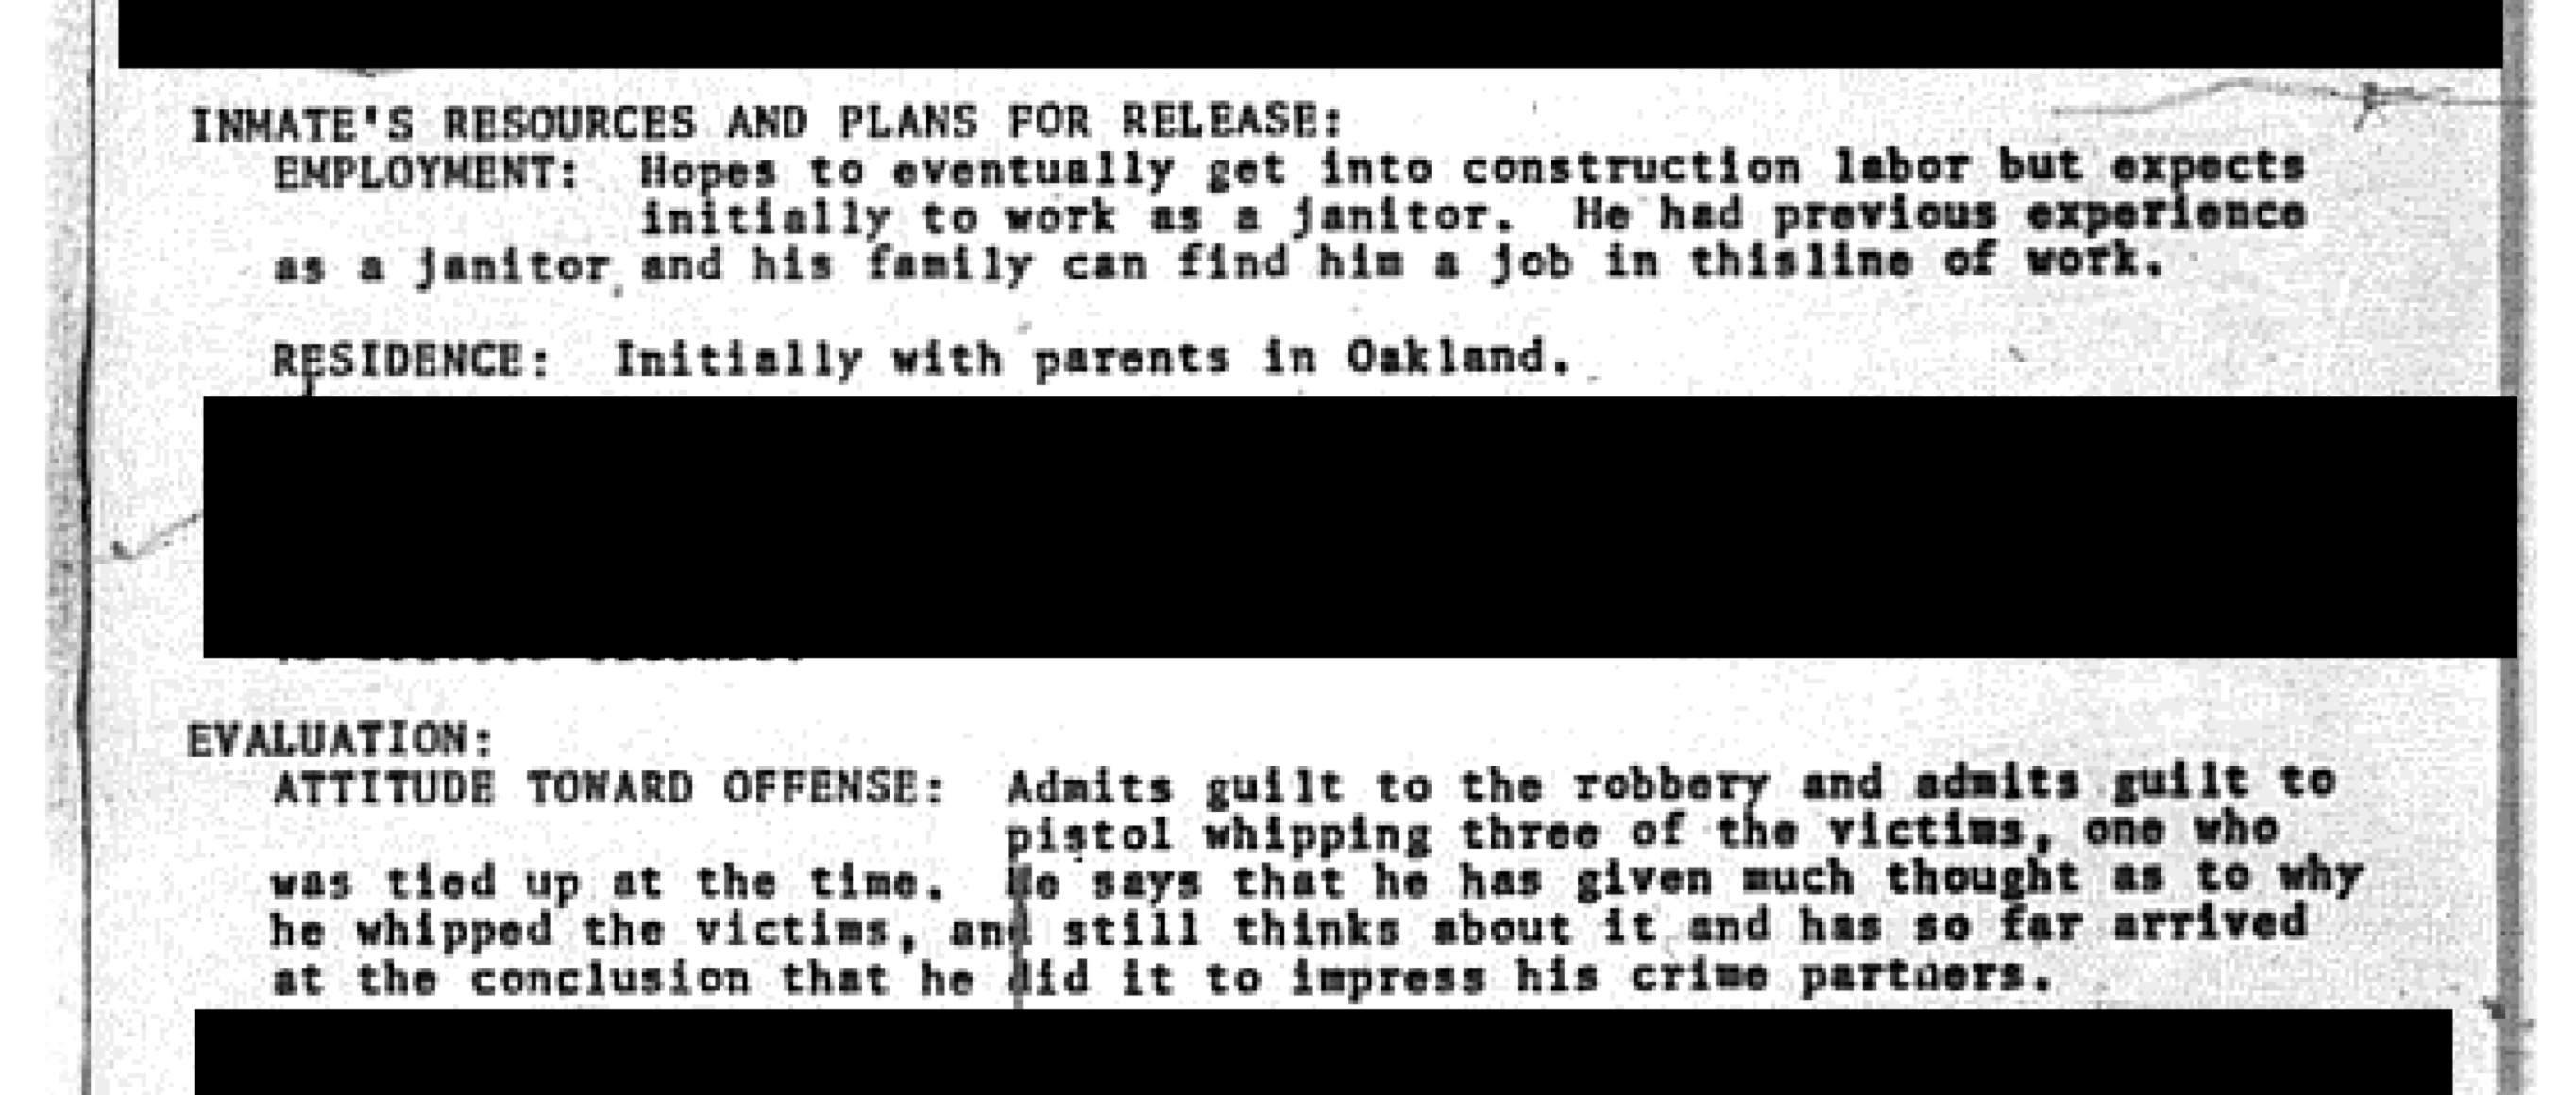 INMATE'S RESOURCES AND PLANS FOR RELEASE:
EMPLOYMENT: Hopes to eventually get into construction labor but expects
initially to work as a janitor. He had previous experience
as a janitor and his family can find him a job in thisline of work.
RESIDENCE: Initially with parents in Oakland.
EVALUATION:
ATTITUDE TOWARD OFFENSE: Admits guilt to the robbery and admits guilt to
pistol whipping three of the victims, one who
was tied up at the time. He says that he has given much thought as to why
he whipped the victims, and still thinks about it and has so far arrived
at the conclusion that he did it to impress his crime partners.